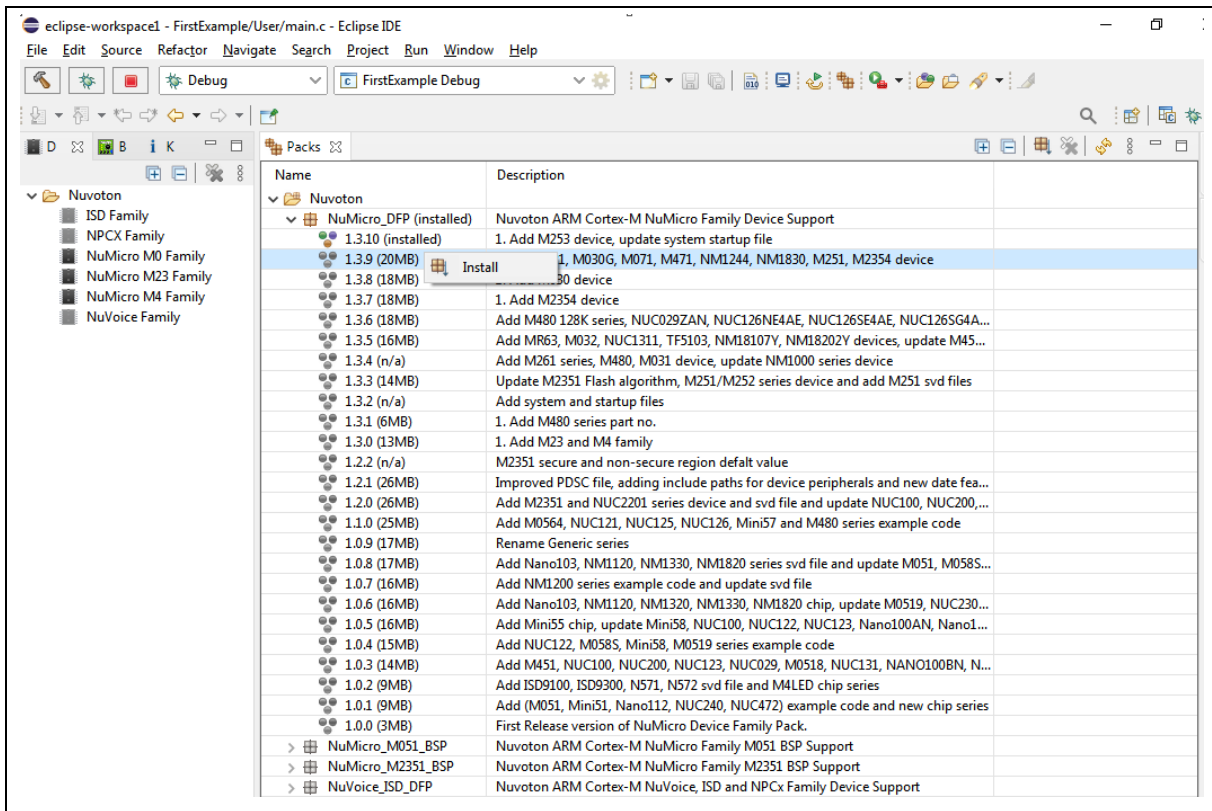 eclipse-workspace1 - FirstExample/User/main.c - Eclipse IDE
File Edit Source Refactor Navigate Search Project Run Window Help
Debug FirstExample Debug
D B K Packs
Name Description
Nuvoton
ISD Family
NPCX Family
NuMicro M0 Family
NuMicro M23 Family
NuMicro M4 Family
NuVoice Family
Nuvoton
NuMicro_DFP (installed) Nuvoton ARM Cortex-M NuMicro Family Device Support
1.3.10 (installed) 1. Add M253 device, update system startup file
1.3.9 (20MB) 1, M030G, M071, M471, NM1244, NM1830, M251, M2354 device
Install
1.3.8 (18MB) device
1.3.7 (18MB) 1. Add M2354 device
1.3.6 (18MB) Add M480 128K series, NUC029ZAN, NUC126NE4AE, NUC126SE4AE, NUC126SG4A...
1.3.5 (16MB) Add MR63, M032, NUC1311, TF5103, NM18107Y, NM18202Y devices, update M45...
1.3.4 (n/a) Add M261 series, M480, M031 device, update NM1000 series device
1.3.3 (14MB) Update M2351 Flash algorithm, M251/M252 series device and add M251 svd files
1.3.2 (n/a) Add system and startup files
1.3.1 (6MB) 1. Add M480 series part no.
1.3.0 (13MB) 1. Add M23 and M4 family
1.2.2 (n/a) M2351 secure and non-secure region defalt value
1.2.1 (26MB) Improved PDSC file, adding include paths for device peripherals and new date fea...
1.2.0 (26MB) Add M2351 and NUC2201 series device and svd file and update NUC100, NUC200,...
1.1.0 (25MB) Add M0564, NUC121, NUC125, NUC126, Mini57 and M480 series example code
1.0.9 (17MB) Rename Generic series
1.0.8 (17MB) Add Nano103, NM1120, NM1330, NM1820 series svd file and update M051, M058S...
1.0.7 (16MB) Add NM1200 series example code and update svd file
1.0.6 (16MB) Add Nano103, NM1120, NM1320, NM1330, NM1820 chip, update M0519, NUC230...
1.0.5 (16MB) Add Mini55 chip, update Mini58, NUC100, NUC122, NUC123, Nano100AN, Nano1...
1.0.4 (15MB) Add NUC122, M058S, Mini58, M0519 series example code
1.0.3 (14MB) Add M451, NUC100, NUC200, NUC123, NUC029, M0518, NUC131, NANO100BN, N...
1.0.2 (9MB) Add ISD9100, ISD9300, N571, N572 svd file and M4LED chip series
1.0.1 (9MB) Add (M051, Mini51, Nano112, NUC240, NUC472) example code and new chip series
1.0.0 (3MB) First Release version of NuMicro Device Family Pack.
NuMicro_M051_BSP Nuvoton ARM Cortex-M NuMicro Family M051 BSP Support
NuMicro_M2351_BSP Nuvoton ARM Cortex-M NuMicro Family M2351 BSP Support
NuVoice_ISD_DFP Nuvoton ARM Cortex-M NuVoice, ISD and NPCx Family Device Support